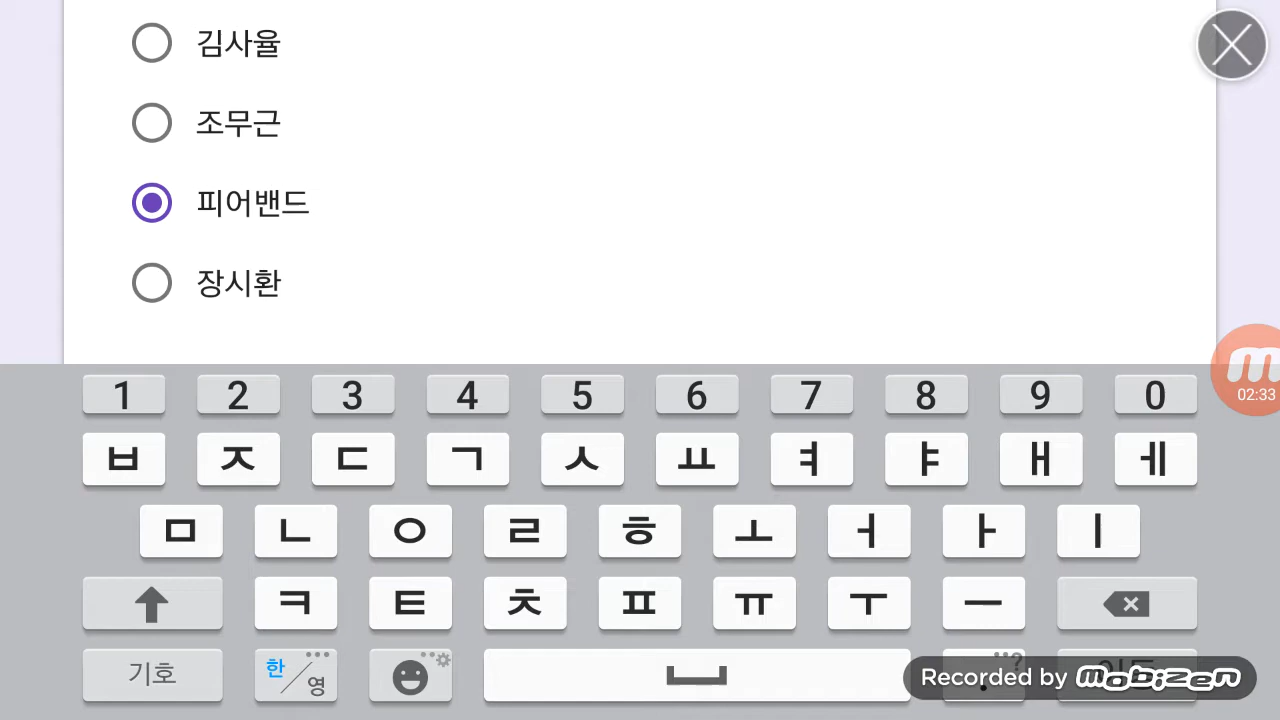 김사율
조무근
피어밴드
장시환
02:33
1 2 3 4 5 6 7 8 9 0
ㅂ ㅈ ㄷ ㄱ ㅅ ㅛ ㅕ ㅑ ㅐ ㅔ
ㅁ ㄴ ㅇ ㄹ ㅎ ㅗ ㅓ ㅏ ㅣ
ㅋ ㅌ ㅊ ㅍ ㅠ ㅜ ㅡ
기호 한/영 .?
Recorded by mobizen